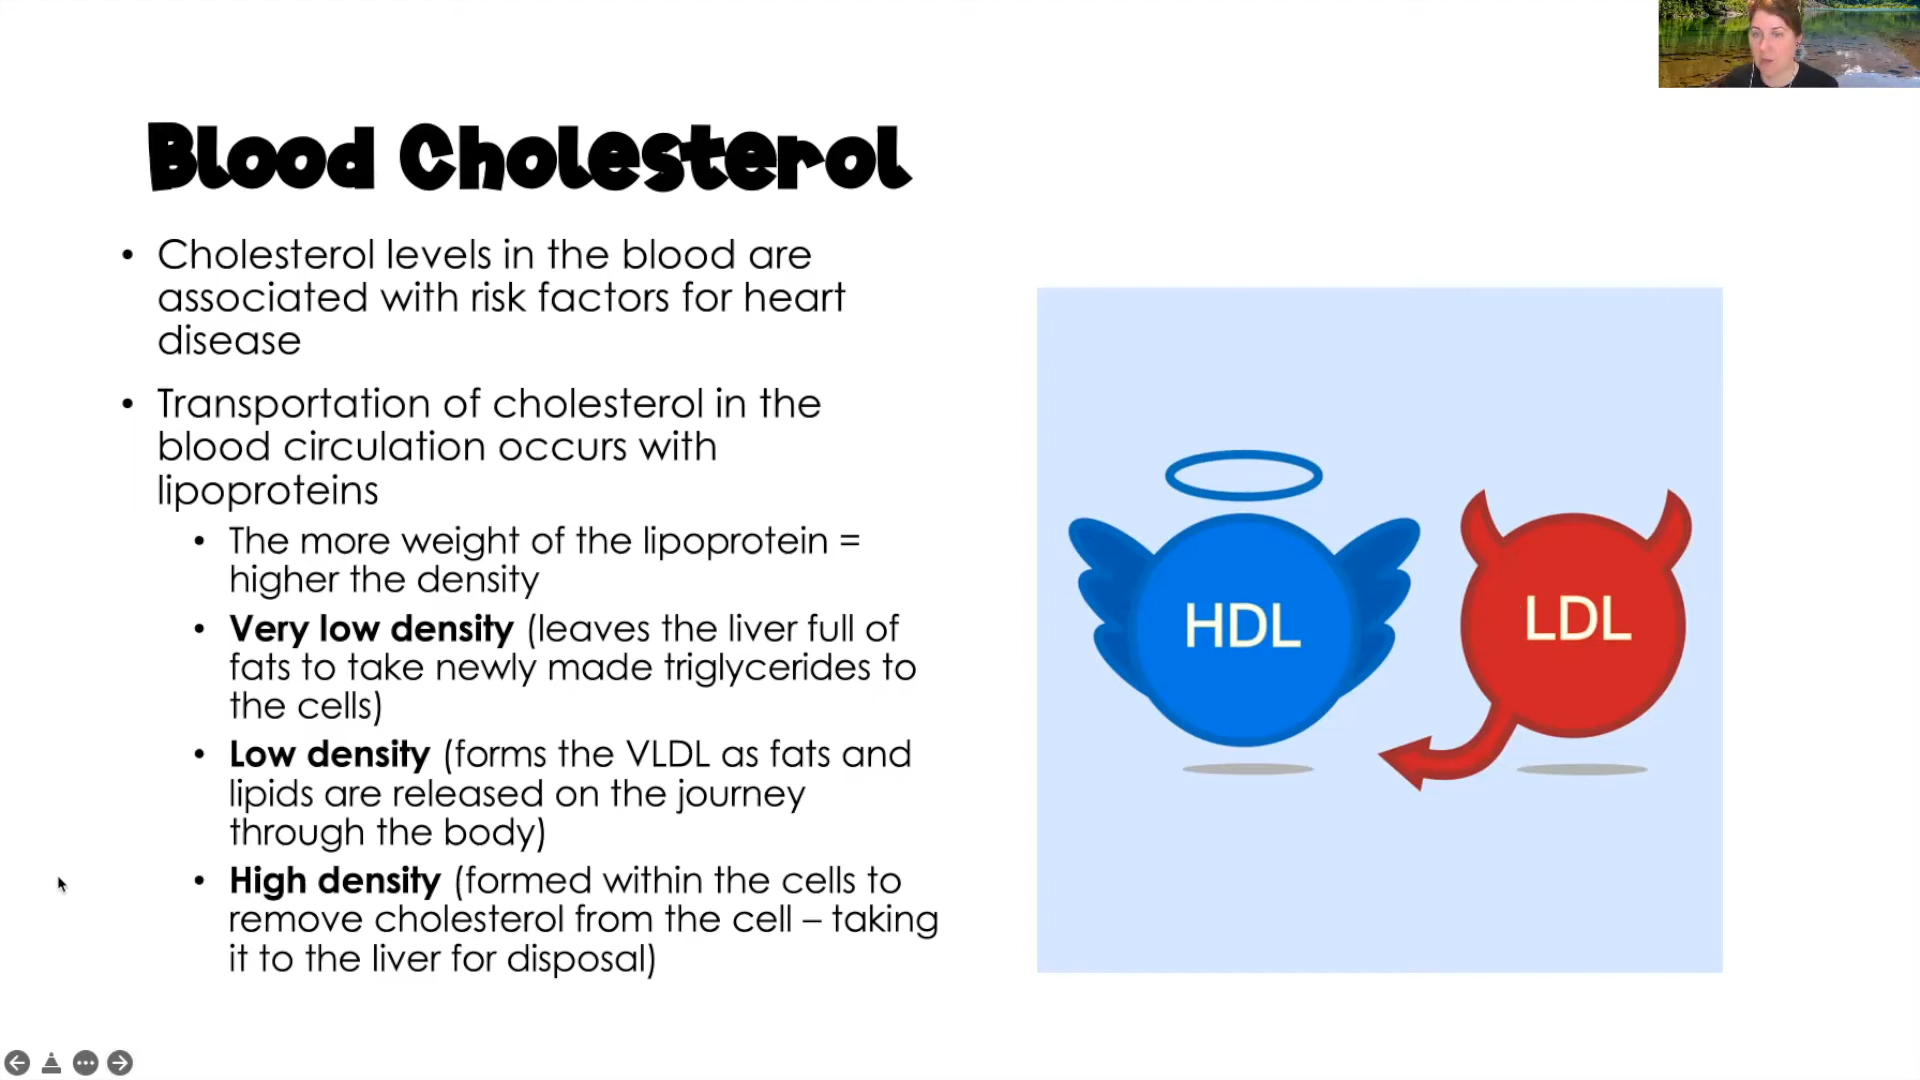 Blood Cholesterol
• Cholesterol levels in the blood are
associated with risk factors for heart
disease
• Transportation of cholesterol in the
blood circulation occurs with
lipoproteins
• The more weight of the lipoprotein =
higher the density
• Very low density (leaves the liver full of
fats to take newly made triglycerides to
the cells)
• Low density (forms the VLDL as fats and
lipids are released on the journey
through the body)
• High density (formed within the cells to
remove cholesterol from the cell – taking
it to the liver for disposal)
HDL
LDL